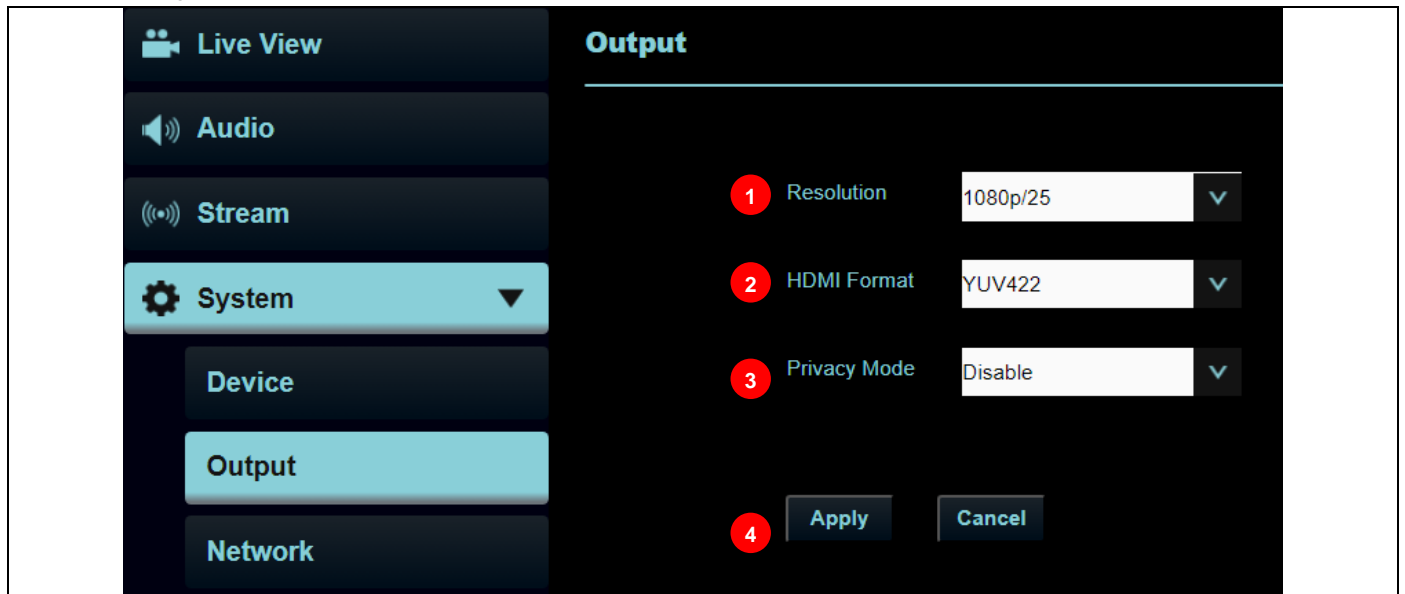 Live View
Audio
Stream
System
Device
Output
Network
Output
1 Resolution 1080p/25
2 HDMI Format YUV422
3 Privacy Mode Disable
4 Apply Cancel